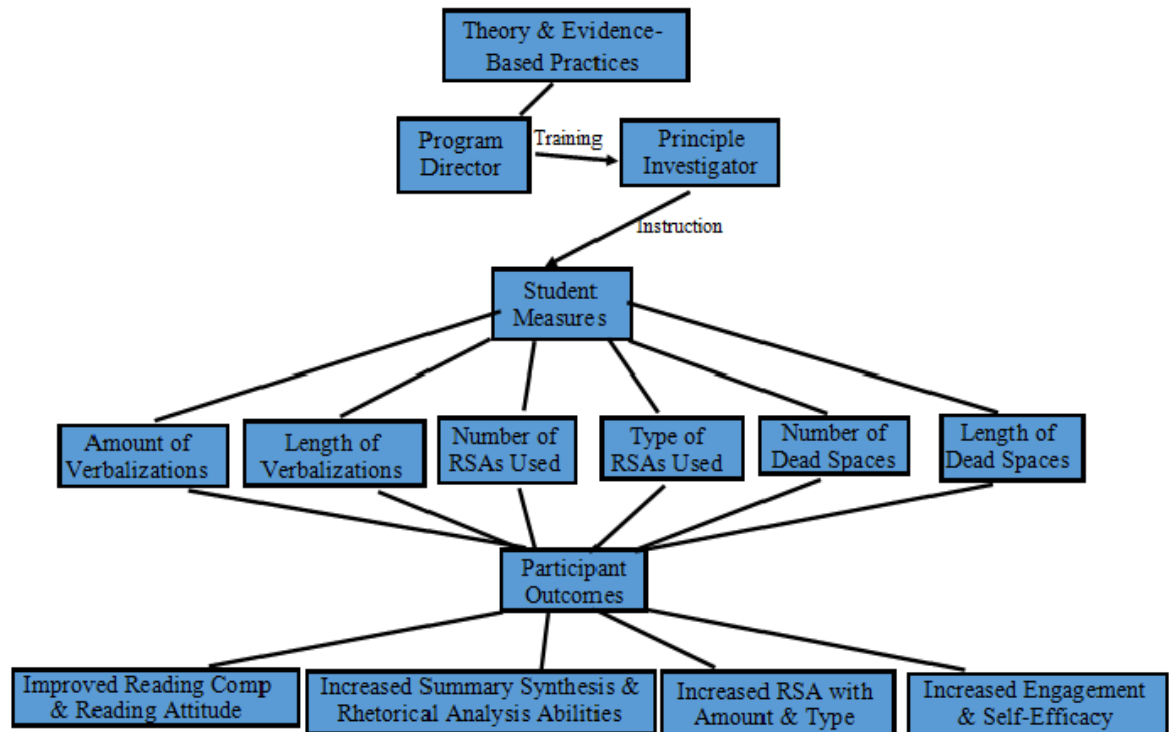 Theory & Evidence-
Based Practices
Program
Director
Training
Principle
Investigator
Instruction
Student
Measures
Amount of
Verbalizations
Length of
Verbalizations
Number of
RSAs Used
Type of
RSAs Used
Number of
Dead Spaces
Length of
Dead Spaces
Participant
Outcomes
Improved Reading Comp
& Reading Attitude
Increased Summary Synthesis &
Rhetorical Analysis Abilities
Increased RSA with
Amount & Type
Increased Engagement
& Self-Efficacy